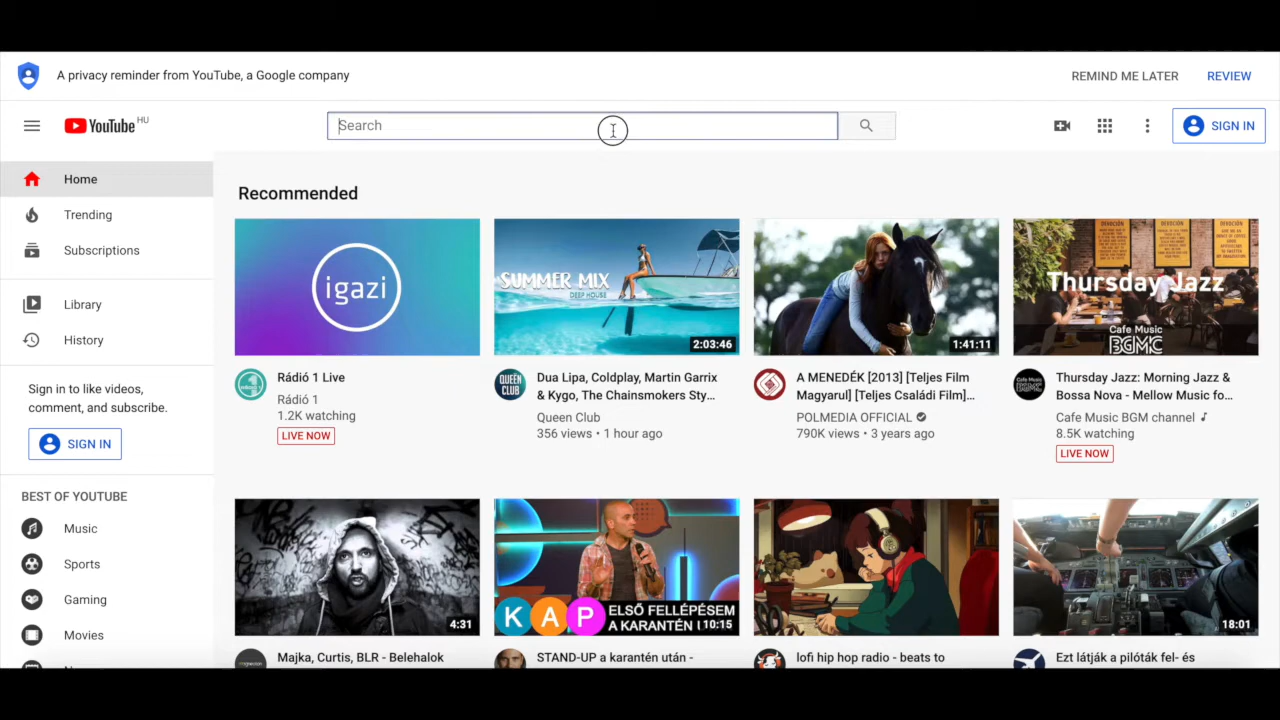 A privacy reminder from YouTube, a Google company
REMIND ME LATER
REVIEW
YouTube HU
Search
SIGN IN
Home
Trending
Subscriptions
Library
History
Sign in to like videos,
comment, and subscribe.
SIGN IN
BEST OF YOUTUBE
Music
Sports
Gaming
Movies
Recommended
igazi
Rádió 1 Live
Rádió 1
1.2K watching
LIVE NOW
SUMMER MIX
DEEP HOUSE
2:03:46
QUEEN
CLUB
Dua Lipa, Coldplay, Martin Garrix
& Kygo, The Chainsmokers Sty...
Queen Club
356 views • 1 hour ago
1:41:11
A MENEDÉK [2013] [Teljes Film
Magyarul] [Teljes Családi Film]...
POLMEDIA OFFICIAL
790K views • 3 years ago
Thursday Jazz
Cafe Music
BGMC
Thursday Jazz: Morning Jazz &
Bossa Nova - Mellow Music fo...
Cafe Music BGM channel
8.5K watching
LIVE NOW
4:31
Majka, Curtis, BLR - Belehalok
KAP
ELSŐ FELLÉPÉSEM
A KARANTÉN
10:15
STAND-UP a karantén után -
lofi hip hop radio - beats to
18:01
Ezt látják a pilóták fel- és